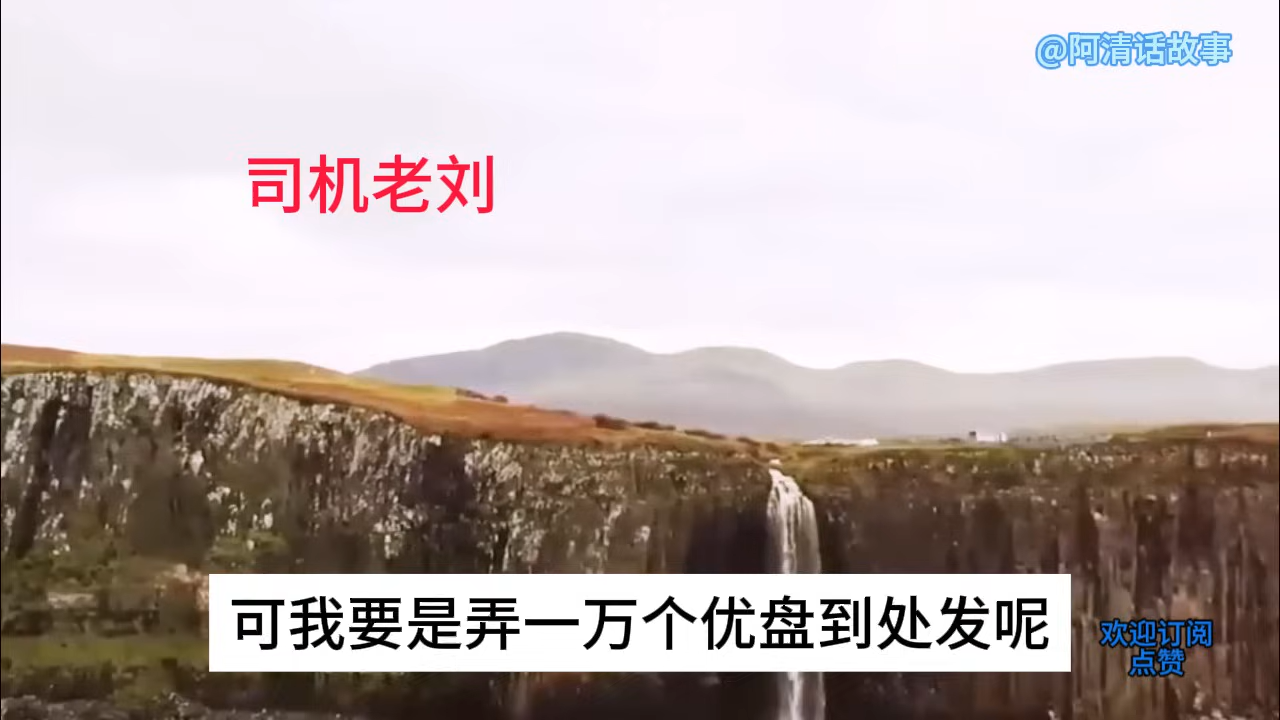 @阿清话故事
司机老刘
可我要是弄一万个优盘到处发呢
欢迎订阅
点赞